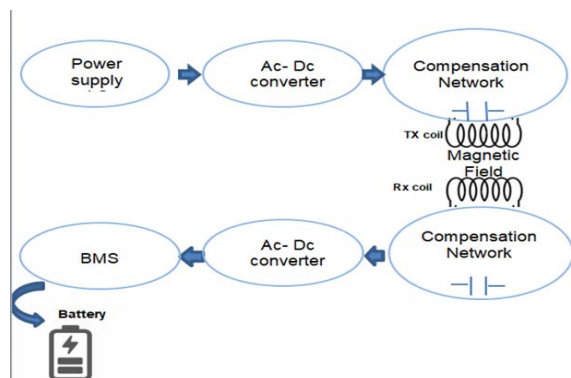 Power
supply
Ac- Dc
converter
Compensation
Network
TX coil
Magnetic
Field
Rx coil
Compensation
Network
Ac- Dc
converter
BMS
Battery